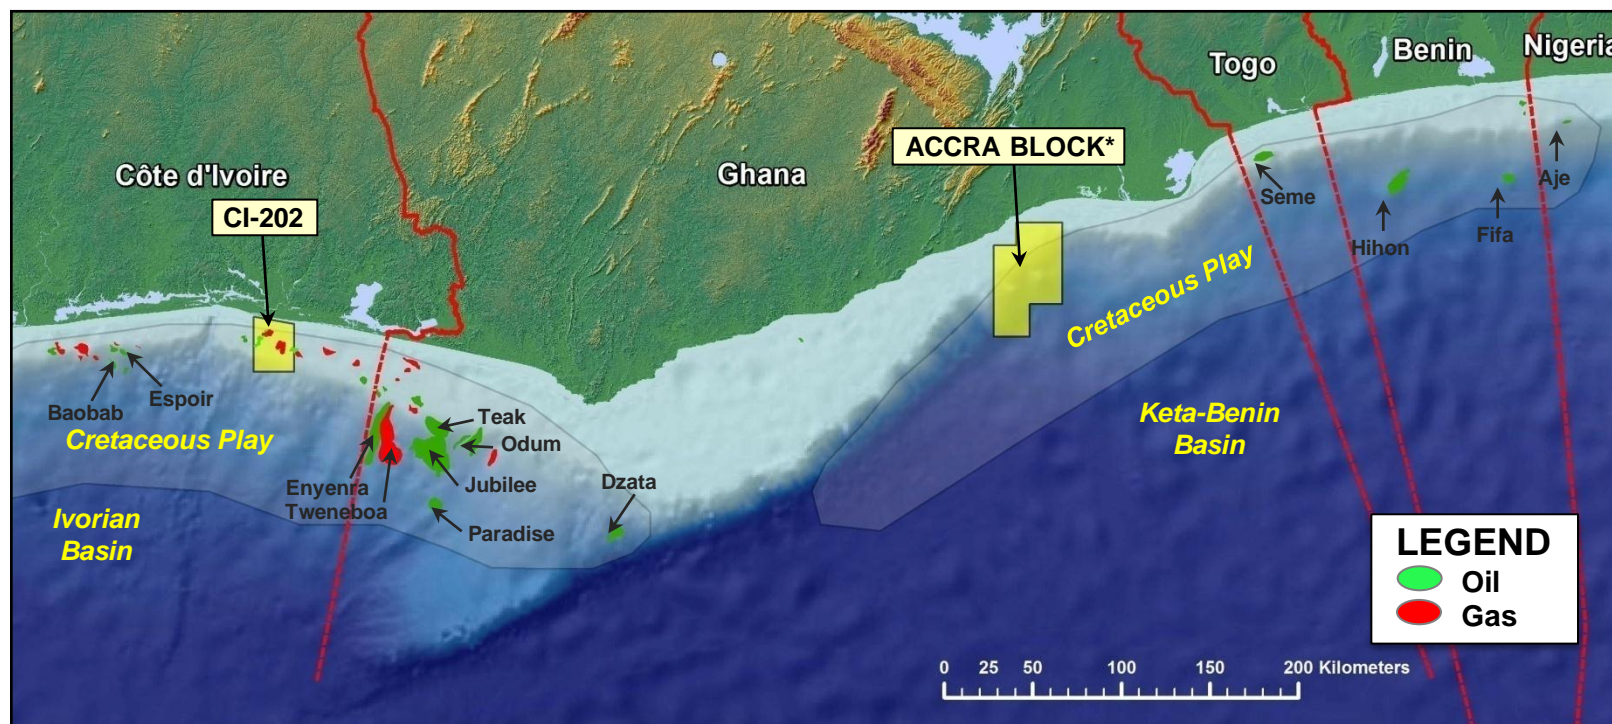 Togo
Benin
Nigeria
ACCRA BLOCK*
Côte d'Ivoire
Ghana
CI-202
Seme
Hihon
Fifa
Aje
Cretaceous Play
Baobab
Espoir
Cretaceous Play
Teak
Odum
Enyenra
Tweneboa
Jubilee
Dzata
Paradise
Keta-Benin
Basin
Ivorian
Basin
LEGEND
Oil
Gas
0 25 50 100 150 200 Kilometers